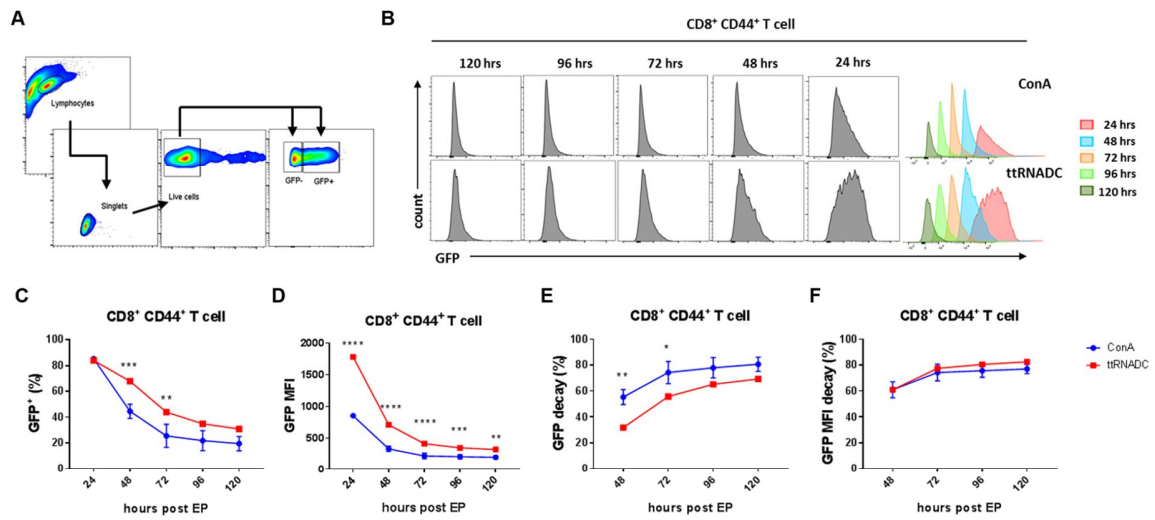 A
Lymphocytes
Singlets
Live cells
GFP-
GFP+
B
CD8+ CD44+ T cell
120 hrs
96 hrs
72 hrs
48 hrs
24 hrs
ConA
ttRNADC
count
GFP
24 hrs
48 hrs
72 hrs
96 hrs
120 hrs
C
CD8+ CD44+ T cell
GFP+ (%)
100
80
60
40
20
0
***
**
24
48
72
96
120
hours post EP
D
CD8+ CD44+ T cell
GFP MFI
2000
1500
1000
500
0
****
****
****
***
**
24
48
72
96
120
hours post EP
E
CD8+ CD44+ T cell
GFP decay (%)
100
80
60
40
20
0
**
*
48
72
96
120
hours post EP
F
CD8+ CD44+ T cell
GFP MFI decay (%)
100
80
60
40
20
0
48
72
96
120
hours post EP
ConA
ttRNADC